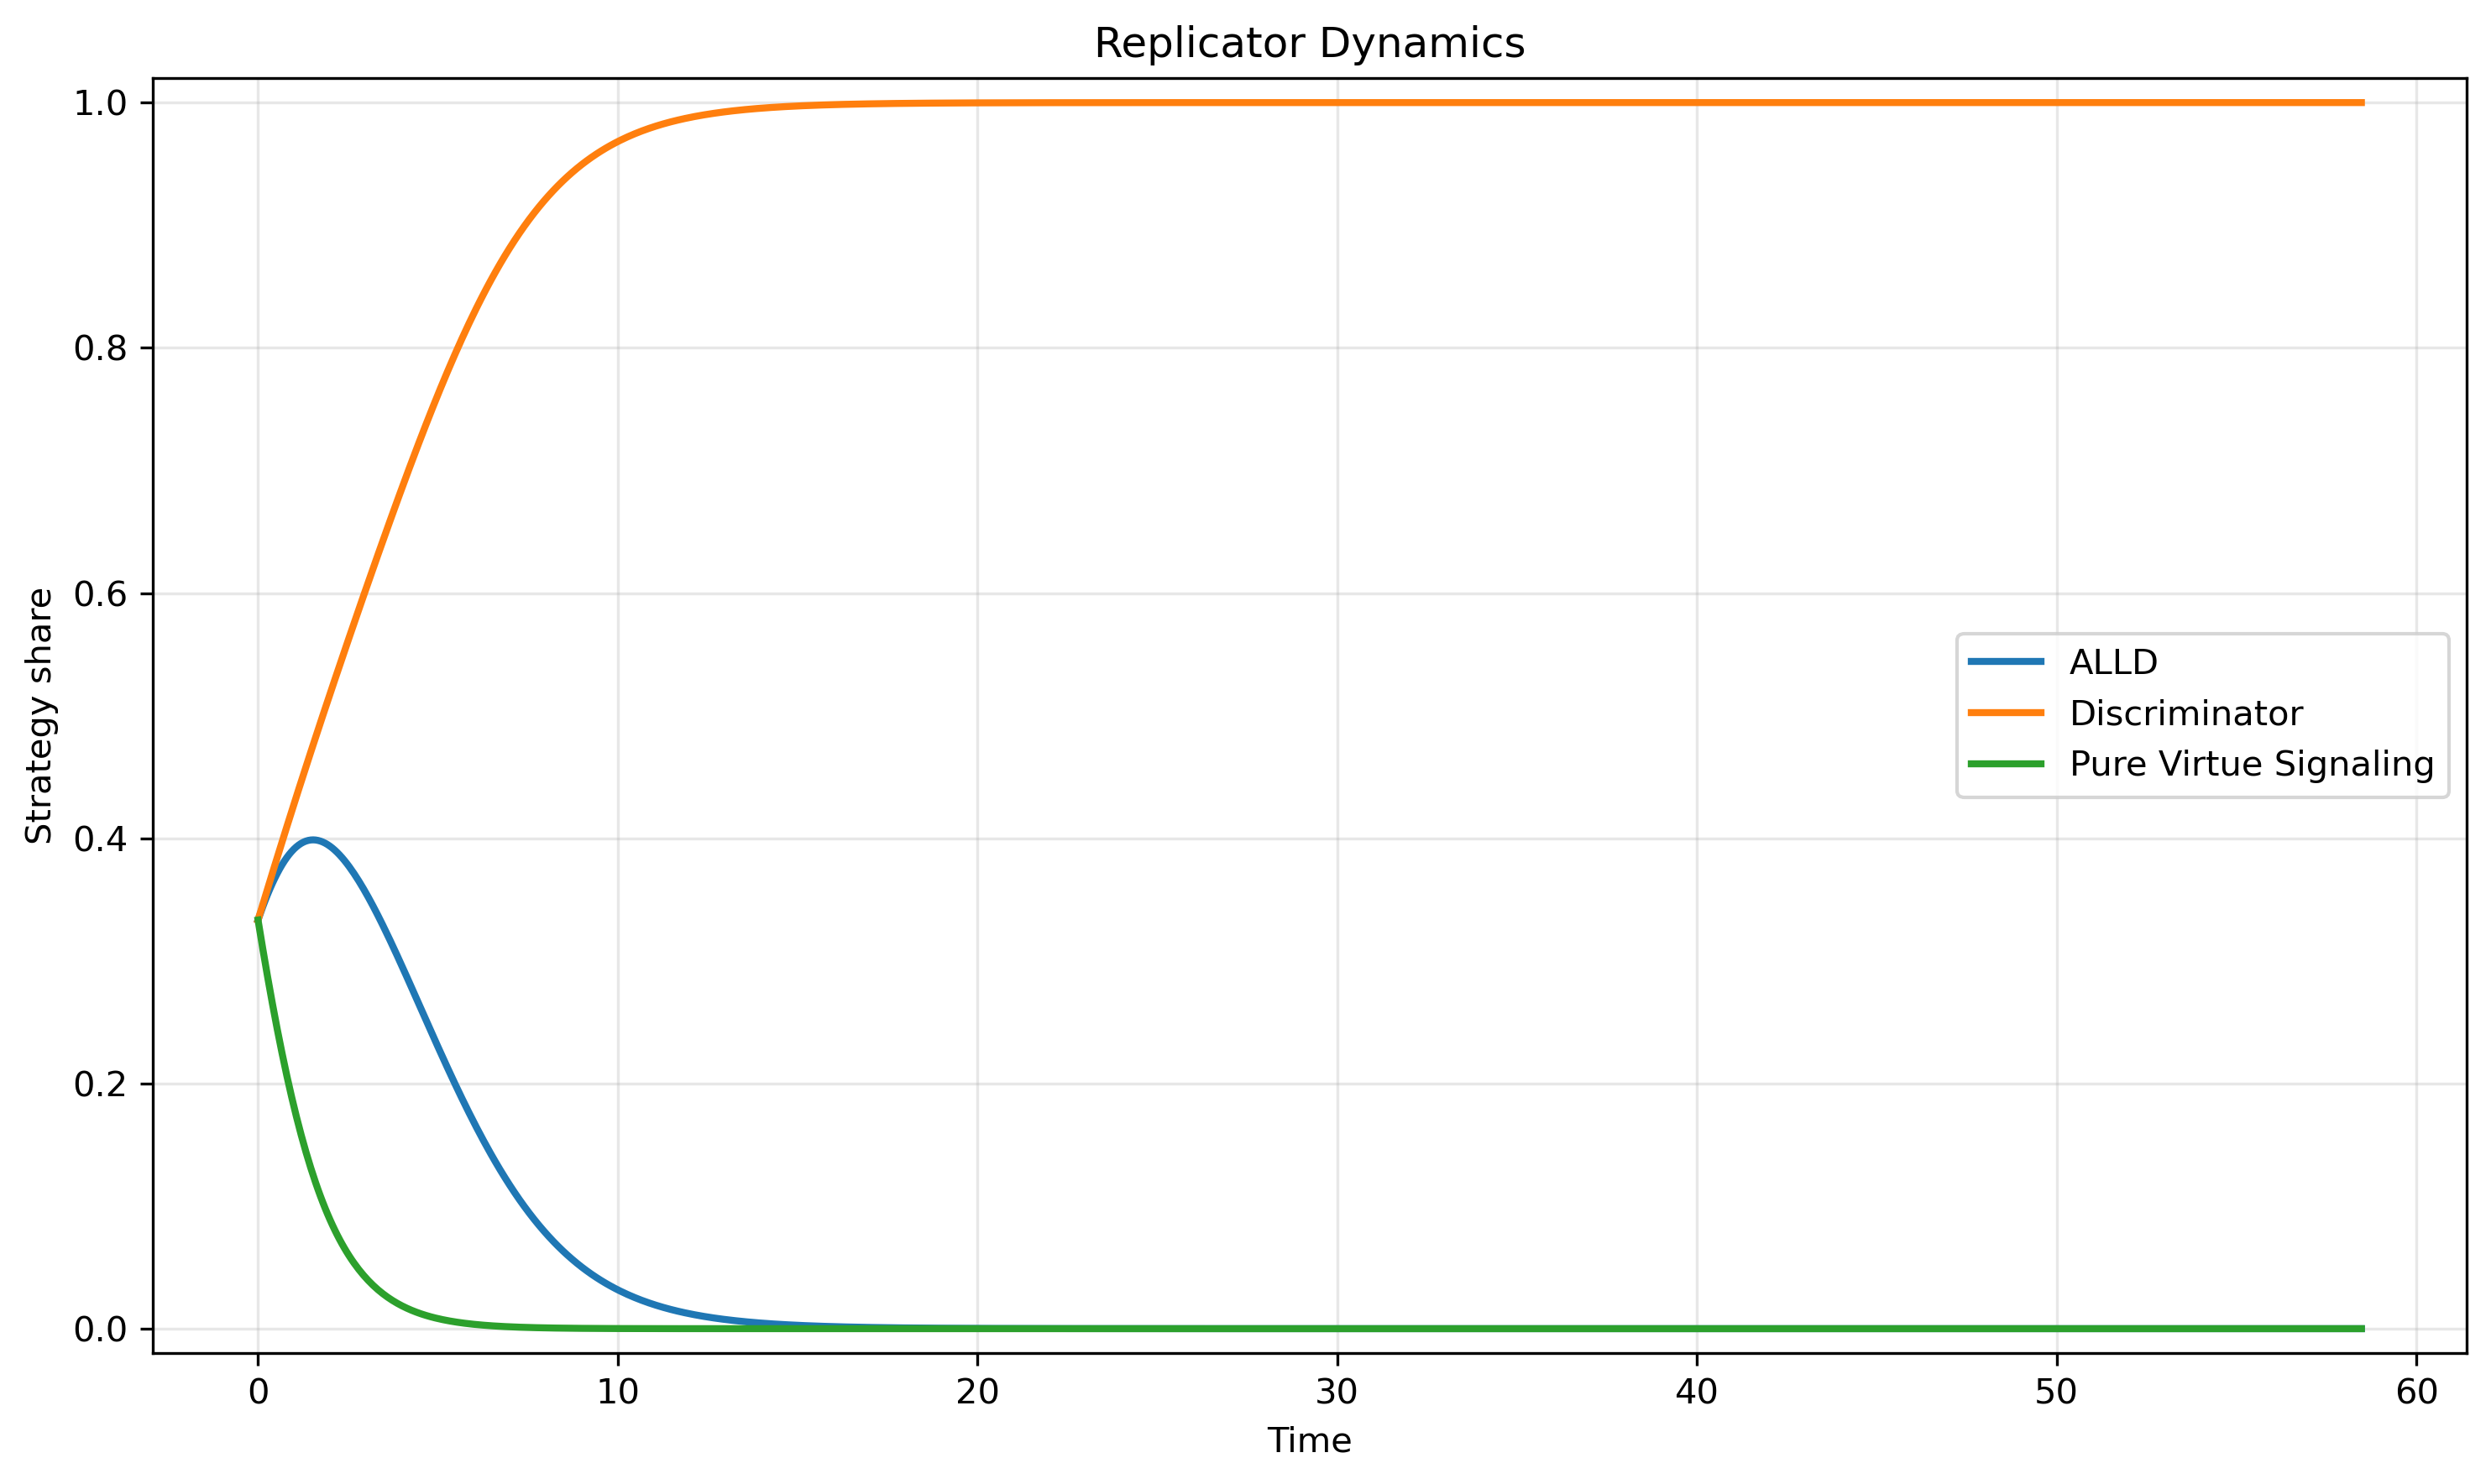 Replicator Dynamics
1.0
0.8
0.6
0.4
0.2
0.0
Strategy share
ALLD
Discriminator
Pure Virtue Signaling
0 10 20 30 40 50 60
Time